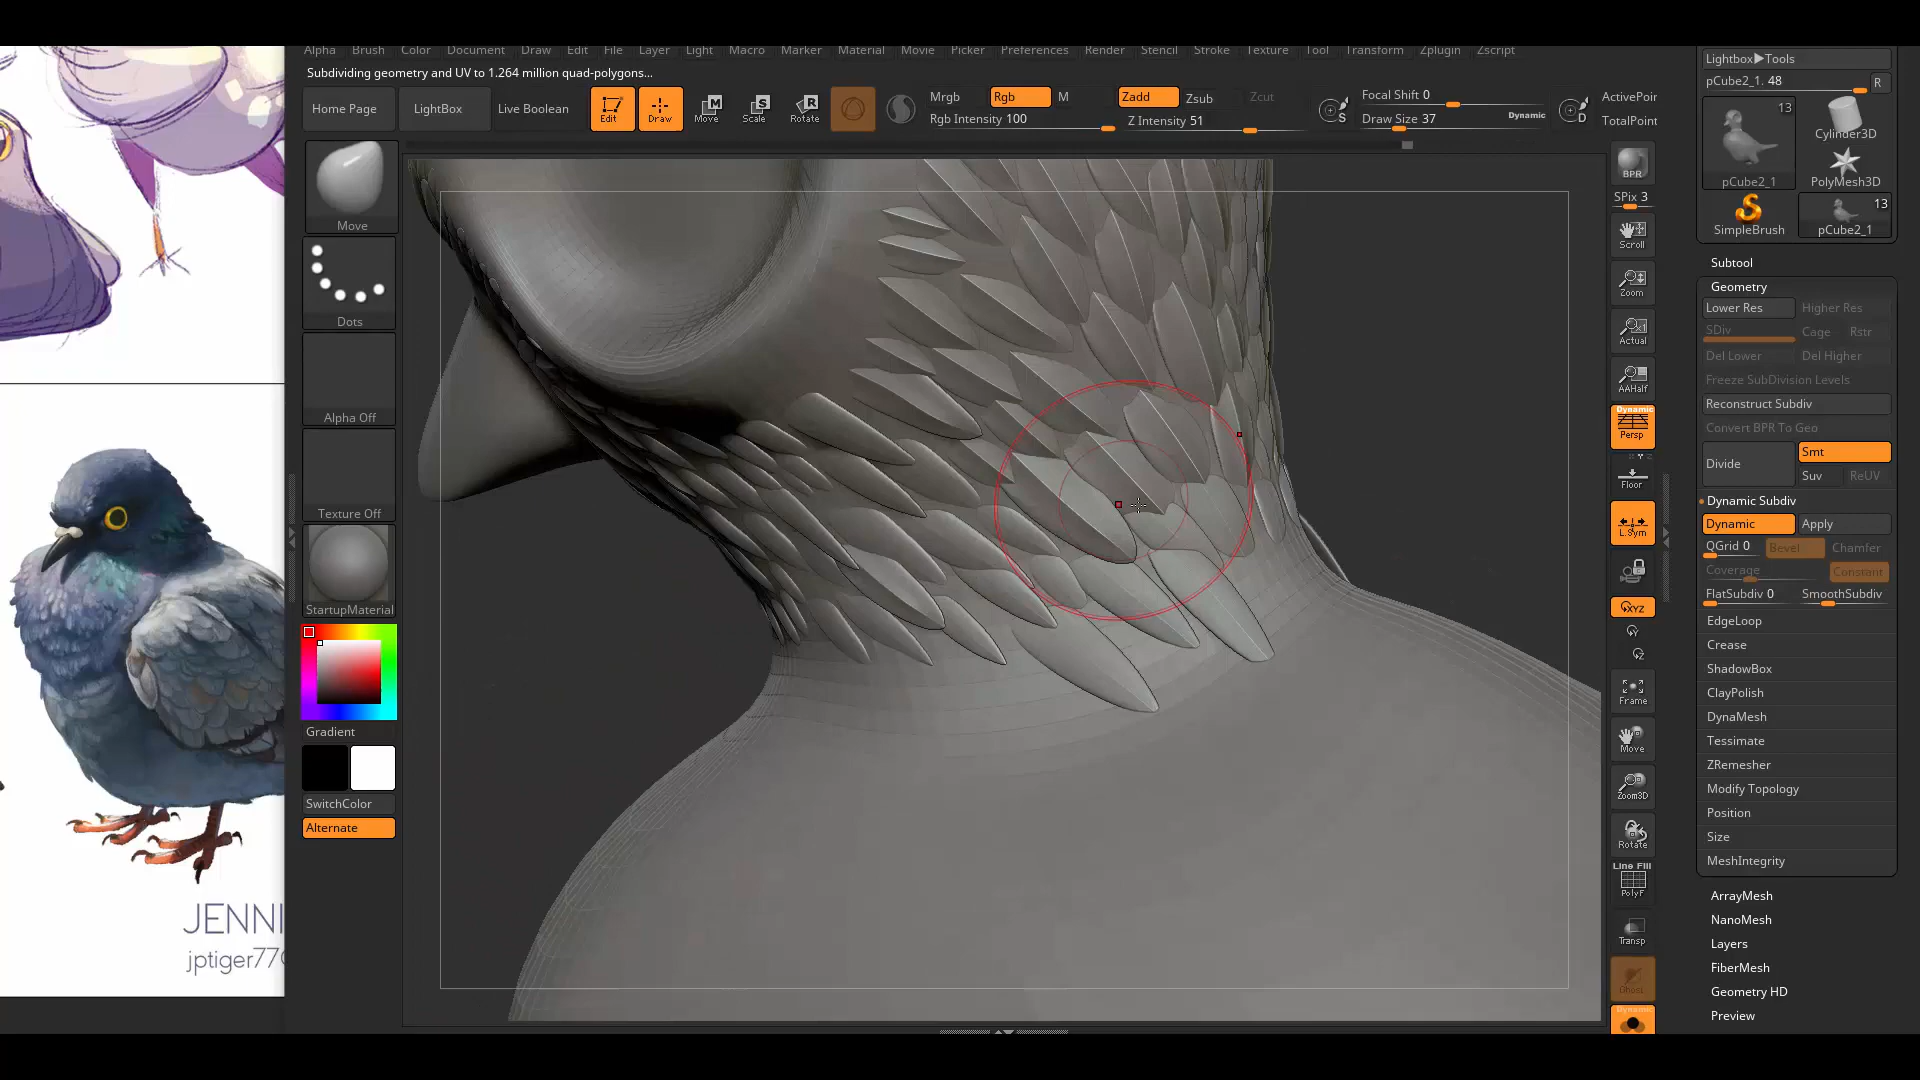 Alpha Brush Color Document Draw Edit File Layer Light Macro Marker Material Movie Picker Preferences Render Stencil Stroke Texture Tool Transform Zplugin Zscript
Subdividing geometry and UV to 1.264 million quad-polygons...
Home Page
LightBox
Live Boolean
Edit
Draw
Move
Scale
Rotate
Mrgb
Rgb
M
Rgb Intensity 100
Zadd
Zsub
Zcut
Z Intensity 51
Focal Shift 0
Draw Size 37
Dynamic
S
D
ActivePoin
TotalPoint
Move
Dots
Alpha Off
Texture Off
StartupMaterial
Gradient
SwitchColor
Alternate
JENNI
jptiger77@
BPR
SPix 3
Scroll
Zoom
Actual
AAHalf
Dynamic
Persp
Floor
L.Sym
XYZ
Frame
Move
Zoom3D
Rotate
Line Fill
PolyF
Transp
Ghost
Dynamic
Lightbox▶Tools
pCube2_1. 48
R
13
pCube2_1
Cylinder3D
PolyMesh3D
SimpleBrush
13
pCube2_1
Subtool
Geometry
Lower Res
Higher Res
SDiv
Cage
Rstr
Del Lower
Del Higher
Freeze SubDivision Levels
Reconstruct Subdiv
Convert BPR To Geo
Divide
Smt
Suv
ReUV
Dynamic Subdiv
Dynamic
Apply
QGrid 0
Bevel
Chamfer
Coverage
Constant
FlatSubdiv 0
SmoothSubdiv
EdgeLoop
Crease
ShadowBox
ClayPolish
DynaMesh
Tessimate
ZRemesher
Modify Topology
Position
Size
MeshIntegrity
ArrayMesh
NanoMesh
Layers
FiberMesh
Geometry HD
Preview